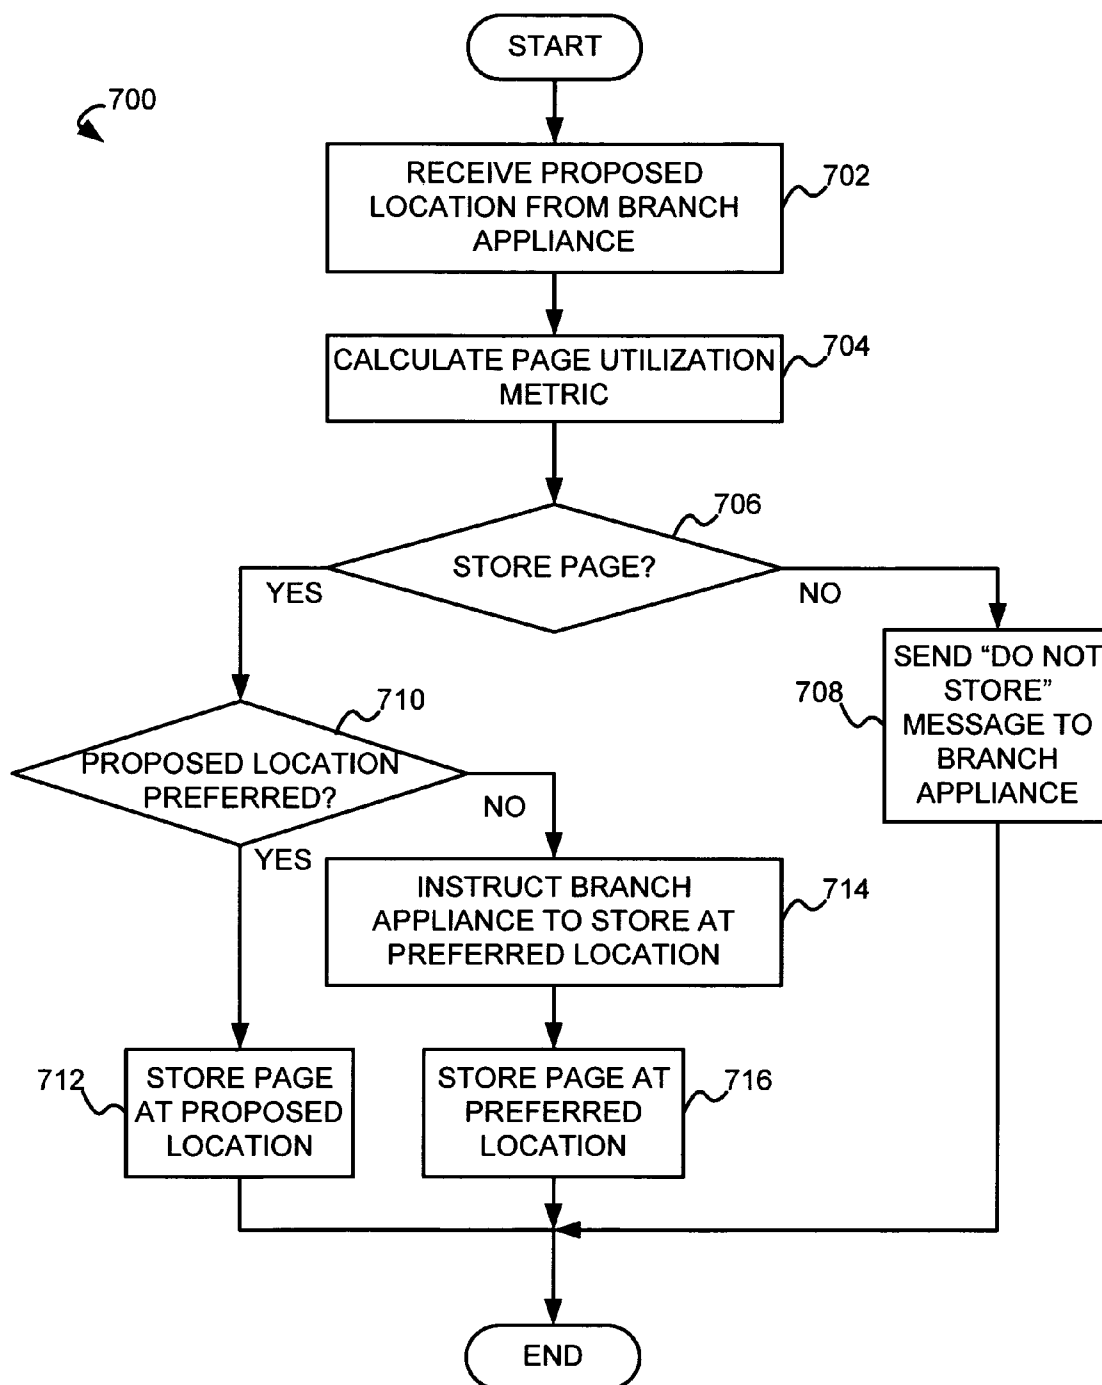 START
700
RECEIVE PROPOSED
LOCATION FROM BRANCH
APPLIANCE
702
CALCULATE PAGE UTILIZATION
METRIC
704
706
STORE PAGE?
YES
NO
SEND “DO NOT
STORE”
MESSAGE TO
BRANCH
APPLIANCE
708
710
PROPOSED LOCATION
PREFERRED?
NO
YES
INSTRUCT BRANCH
APPLIANCE TO STORE AT
PREFERRED LOCATION
714
712
STORE PAGE
AT PROPOSED
LOCATION
STORE PAGE AT
PREFERRED
LOCATION
716
END